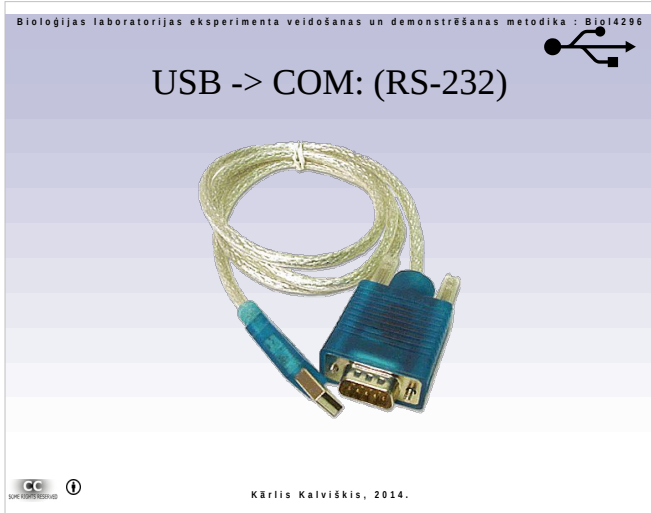 Bioloģijas laboratorijas eksperimenta veidošanas un demonstrēšanas metodika : Biol4296
USB -> COM: (RS-232)
CC
SOME RIGHTS RESERVED
Kārlis Kalviškis, 2014.